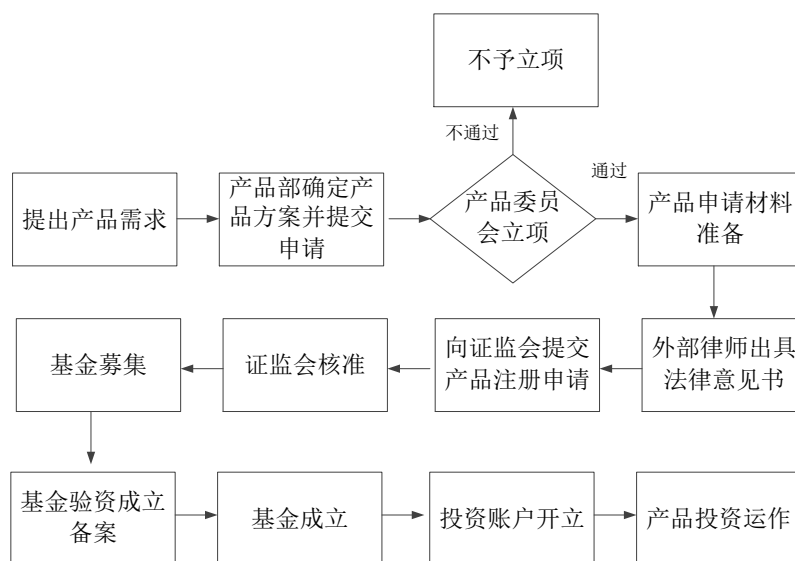 不予立项
不通过
通过
提出产品需求
产品部确定产
品方案并提交
申请
产品委员
会立项
产品申请材料
准备
外部律师出具
法律意见书
向证监会提交
产品注册申请
证监会核准
基金募集
基金验资成立
备案
基金成立
投资账户开立
产品投资运作